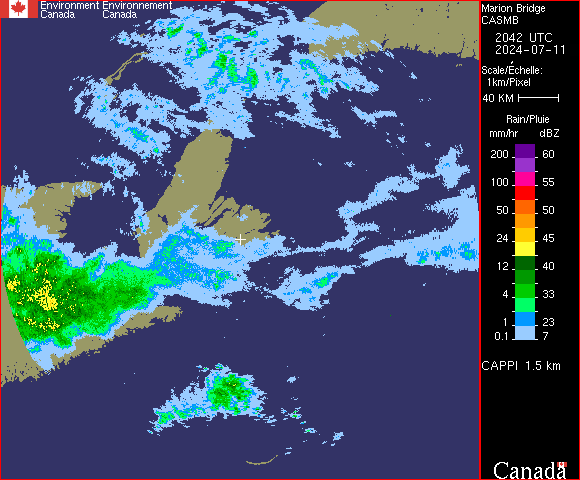 Environment Environnement
Canada Canada
Marion Bridge
CASMB
2042 UTC
2024-07-11
Scale/Échelle:
1km/Pixel
40 KM
Rain/Pluie
mm/hr dBZ
200 60
100 55
50 50
24 45
12 40
4 33
1 23
0.1 7
CAPPI 1.5 km
Canada